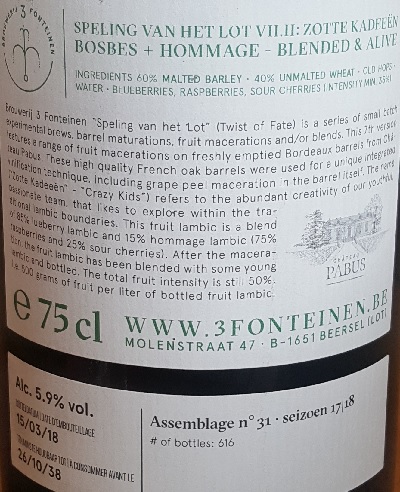 BROUWERIJ 3 FONTEINEN
SPELING VAN HET LOT VII.II: ZOTTE KADEEËN
BOSBES + HOMMAGE - BLENDED & ALIVE
INGREDIENTS 60% MALTED BARLEY • 40% UNMALTED WHEAT • OLD HOPS •
WATER • BLUEBERRIES, RASPBERRIES, SOUR CHERRIES | INTENSITY MIN. 35%
Brouwerij 3 Fonteinen "Speling van het Lot" (Twist of Fate) is a series of small batch
experimental brews, barrel maturations, fruit macerations and/or blends. This 7th version
features a range of fruit macerations on freshly emptied Bordeaux barrels from Châ-
teau Pabus. These high quality French oak barrels were used for a unique integrated
vinification technique, including grape peel maceration in the barrel itself. The name
"Zotte Kadeeën" - "Crazy Kids") refers to the abundant creativity of our youthful,
passionate team, that likes to explore within the tra-
ditional lambic boundaries. This fruit lambic is a blend
of 85% blueberry lambic and 15% hommage lambic (75%
raspberries and 25% sour cherries). After the macera-
tion, the fruit lambic has been blended with some young
lambic and bottled. The total fruit intensity is still 50%,
i.e. 500 grams of fruit per liter of bottled fruit lambic.
CHÂTEAU
PABUS
e 75 cl
WWW.3FONTEINEN.BE
MOLENSTRAAT 47 • B-1651 BEERSEL (LOT)
Alc. 5.9% vol.
15/03/18
26/10/38
Assemblage n° 31 • seizoen 17|18
# of bottles: 616